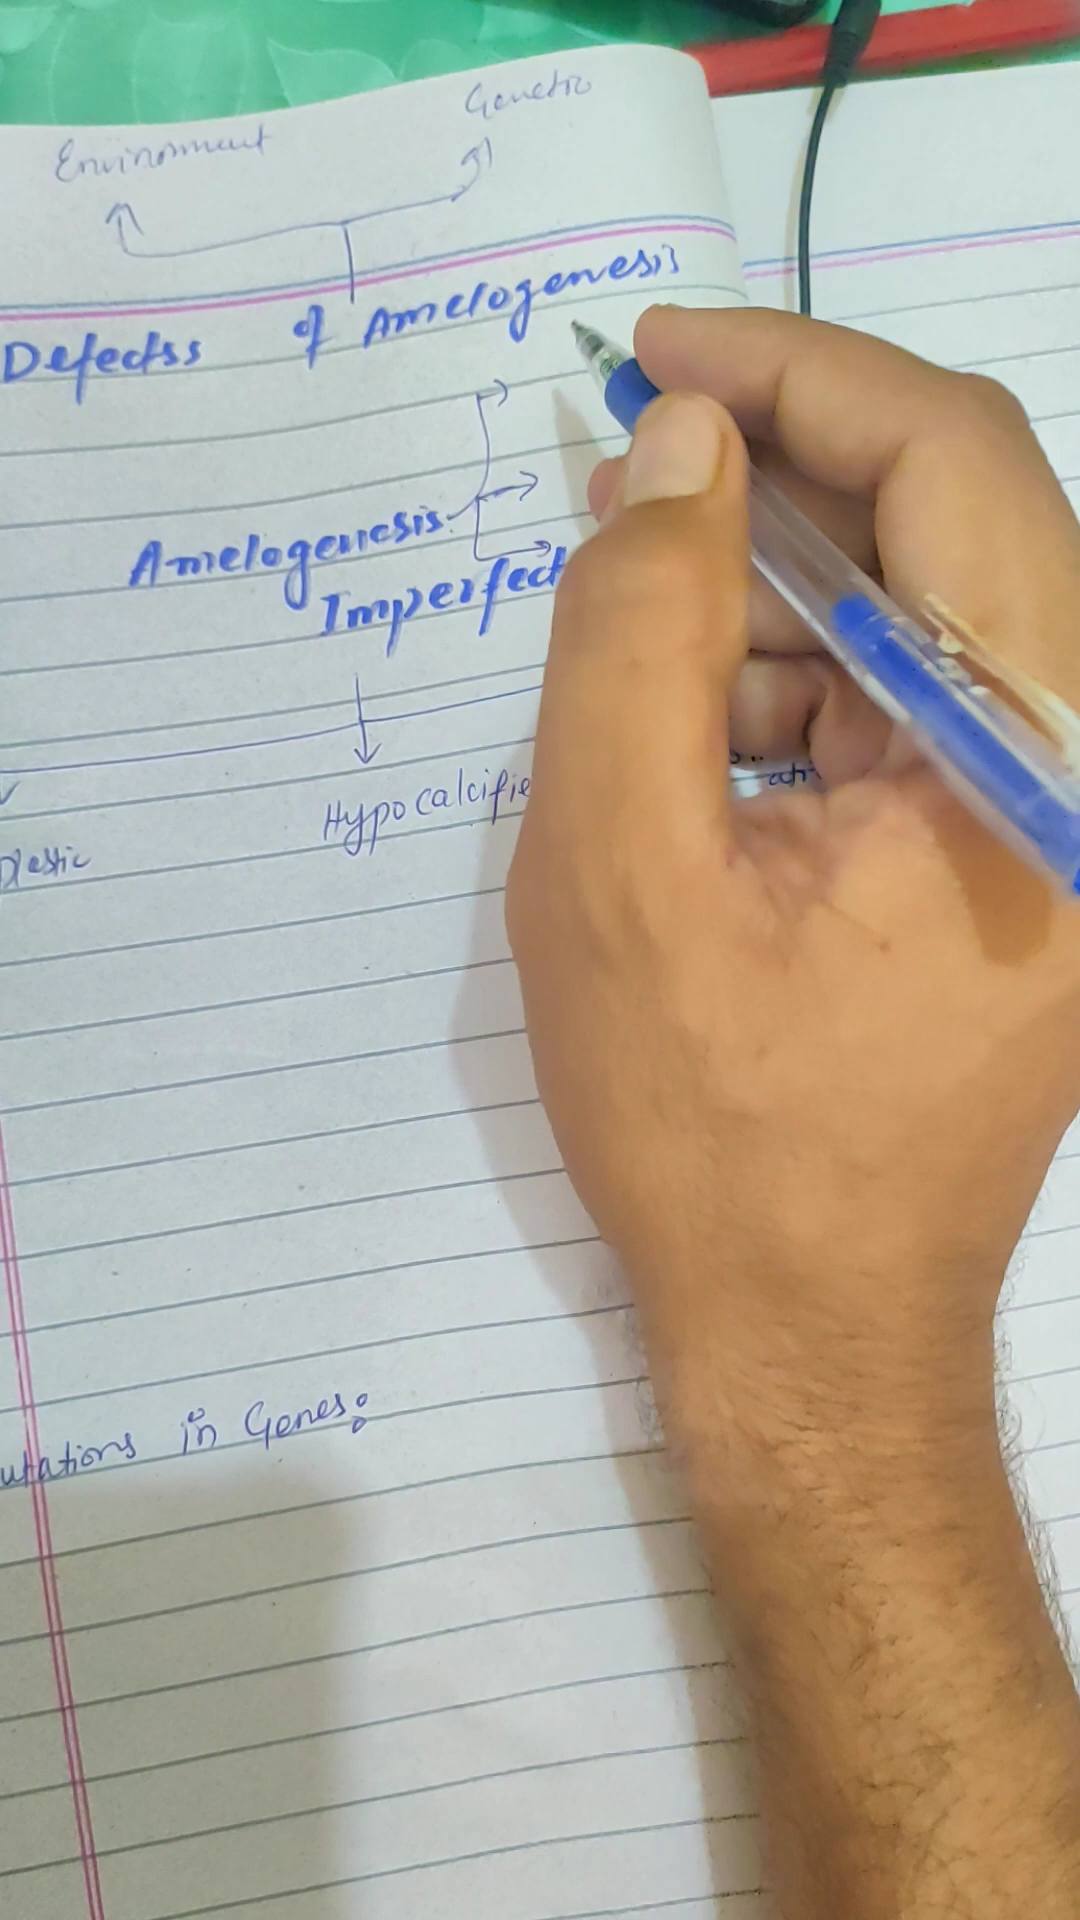 Genetic
Environment
Defectss of Amelogenesis
Amelogenesis
Imperfect
Hypocalcifie
plastic
utations in Genes: